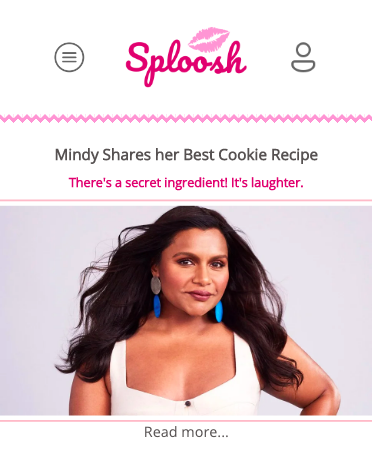 Sploosh
Mindy Shares her Best Cookie Recipe
There's a secret ingredient! It's laughter.
Read more...